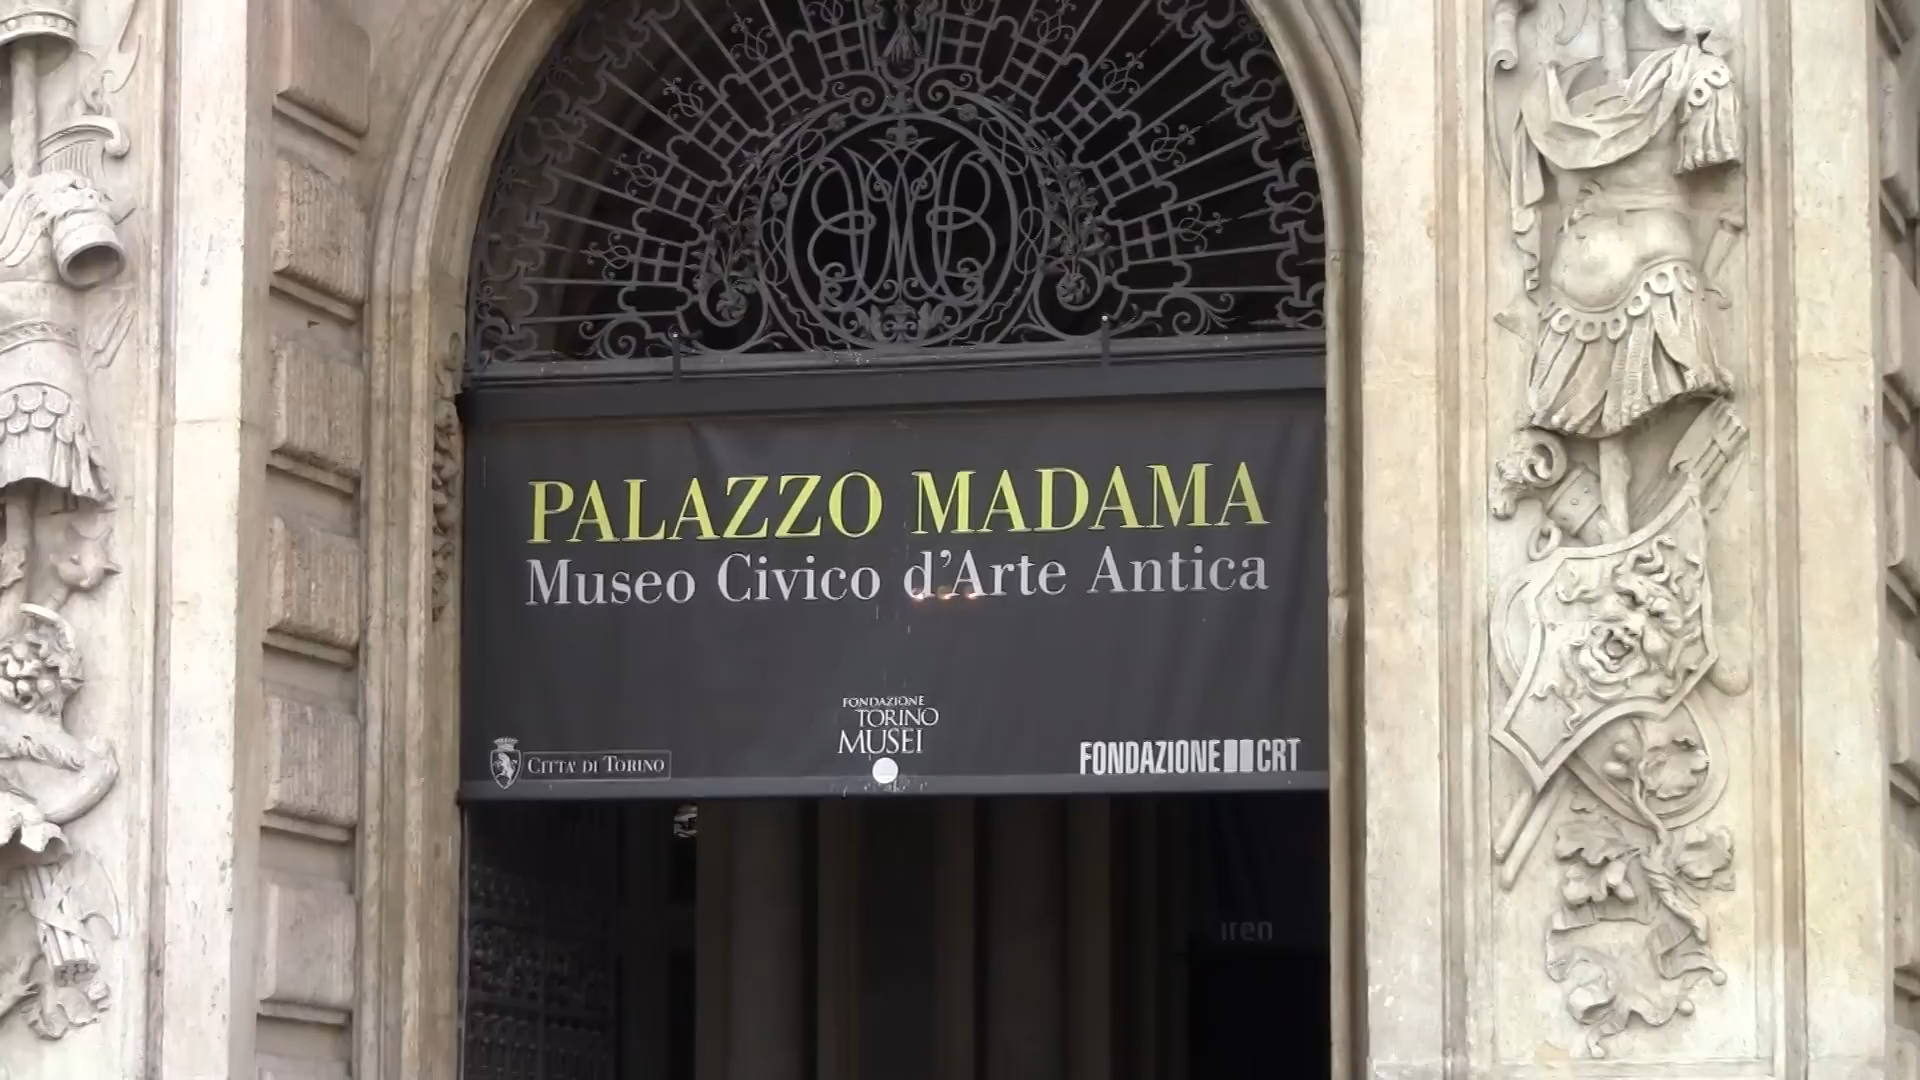 PALAZZO MADAMA
Museo Civico d'Arte Antica
FONDAZIONE
TORINO
MUSEI
CITTA' DI TORINO
FONDAZIONE CRT
iren